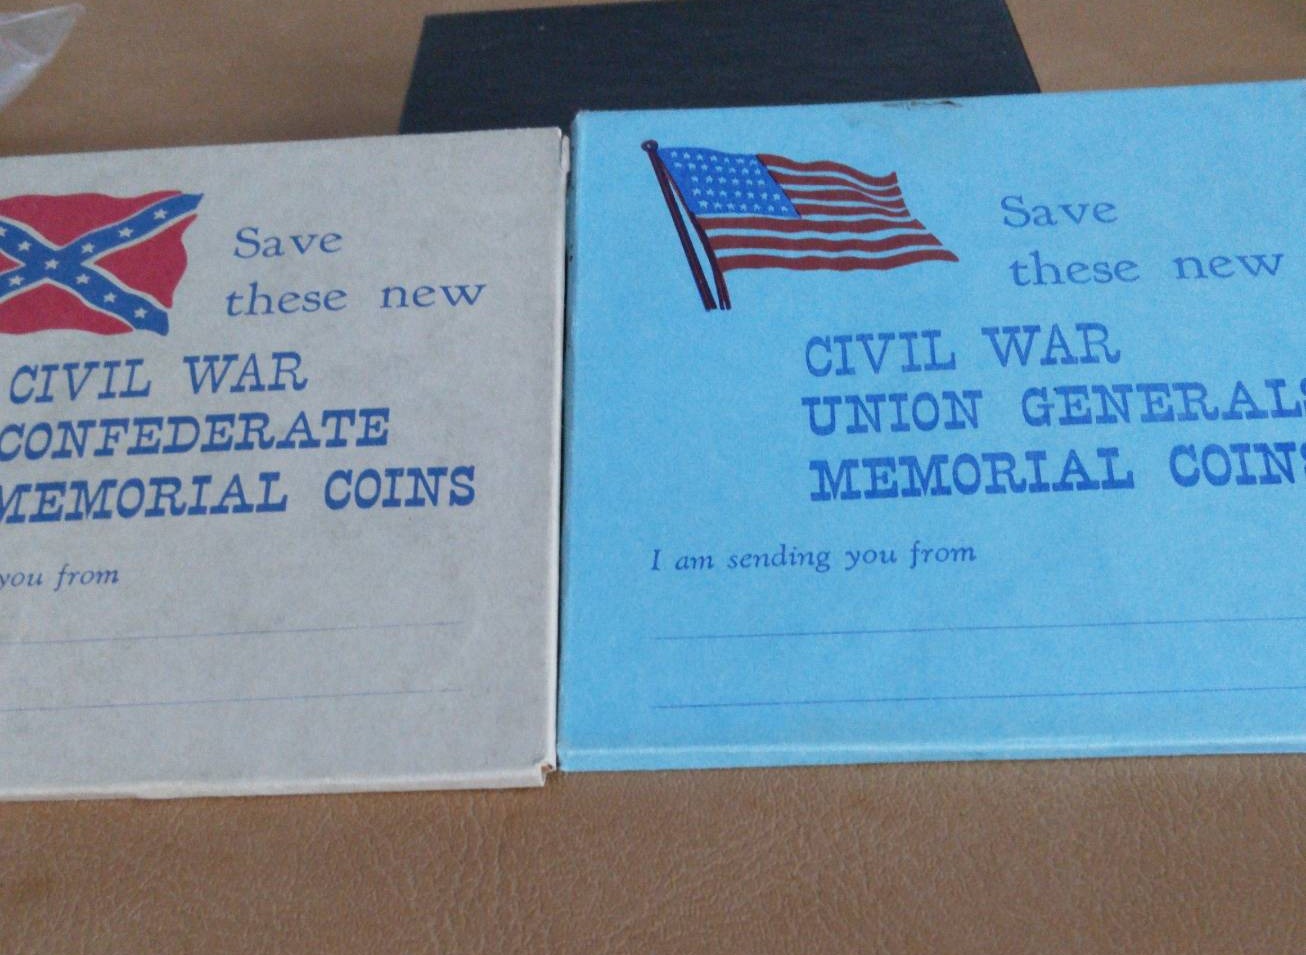 Save
these new
CIVIL WAR
CONFEDERATE
MEMORIAL COINS
you from
Save
these new
CIVIL WAR
UNION GENERALS
MEMORIAL COINS
I am sending you from